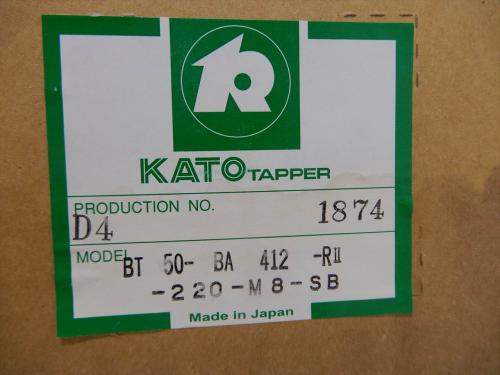 KATO TAPPER
PRODUCTION NO.
D4 1874
MODEL
BT 50- BA 412 -RⅡ
-220-M8-SB
Made in Japan